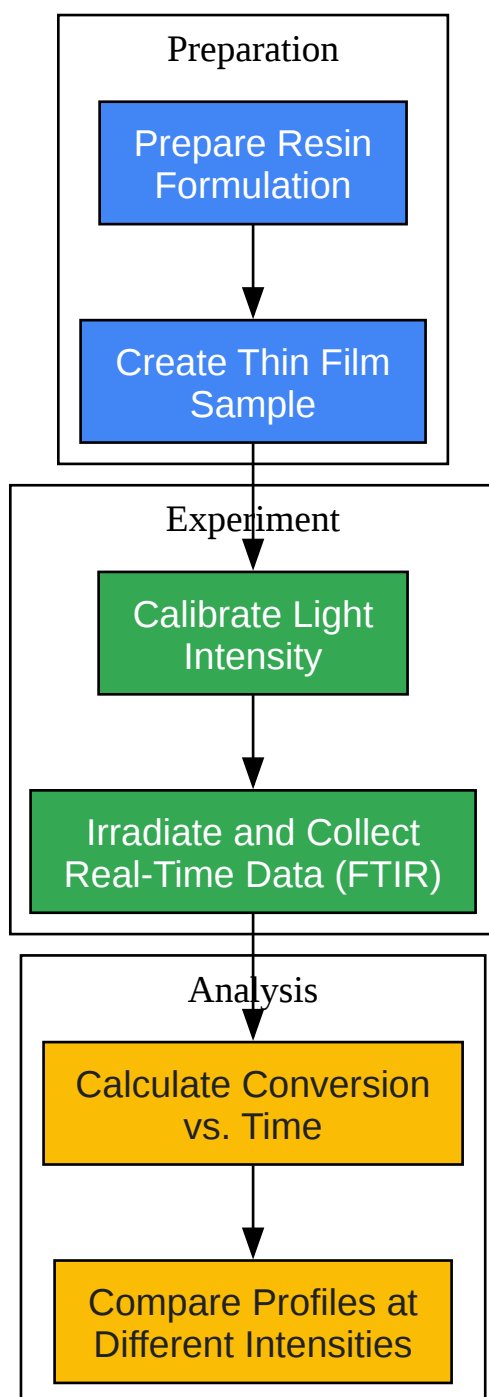 Preparation
Prepare Resin
Formulation
Create Thin Film
Sample
Experiment
Calibrate Light
Intensity
Irradiate and Collect
Real-Time Data (FTIR)
Analysis
Calculate Conversion
vs. Time
Compare Profiles at
Different Intensities